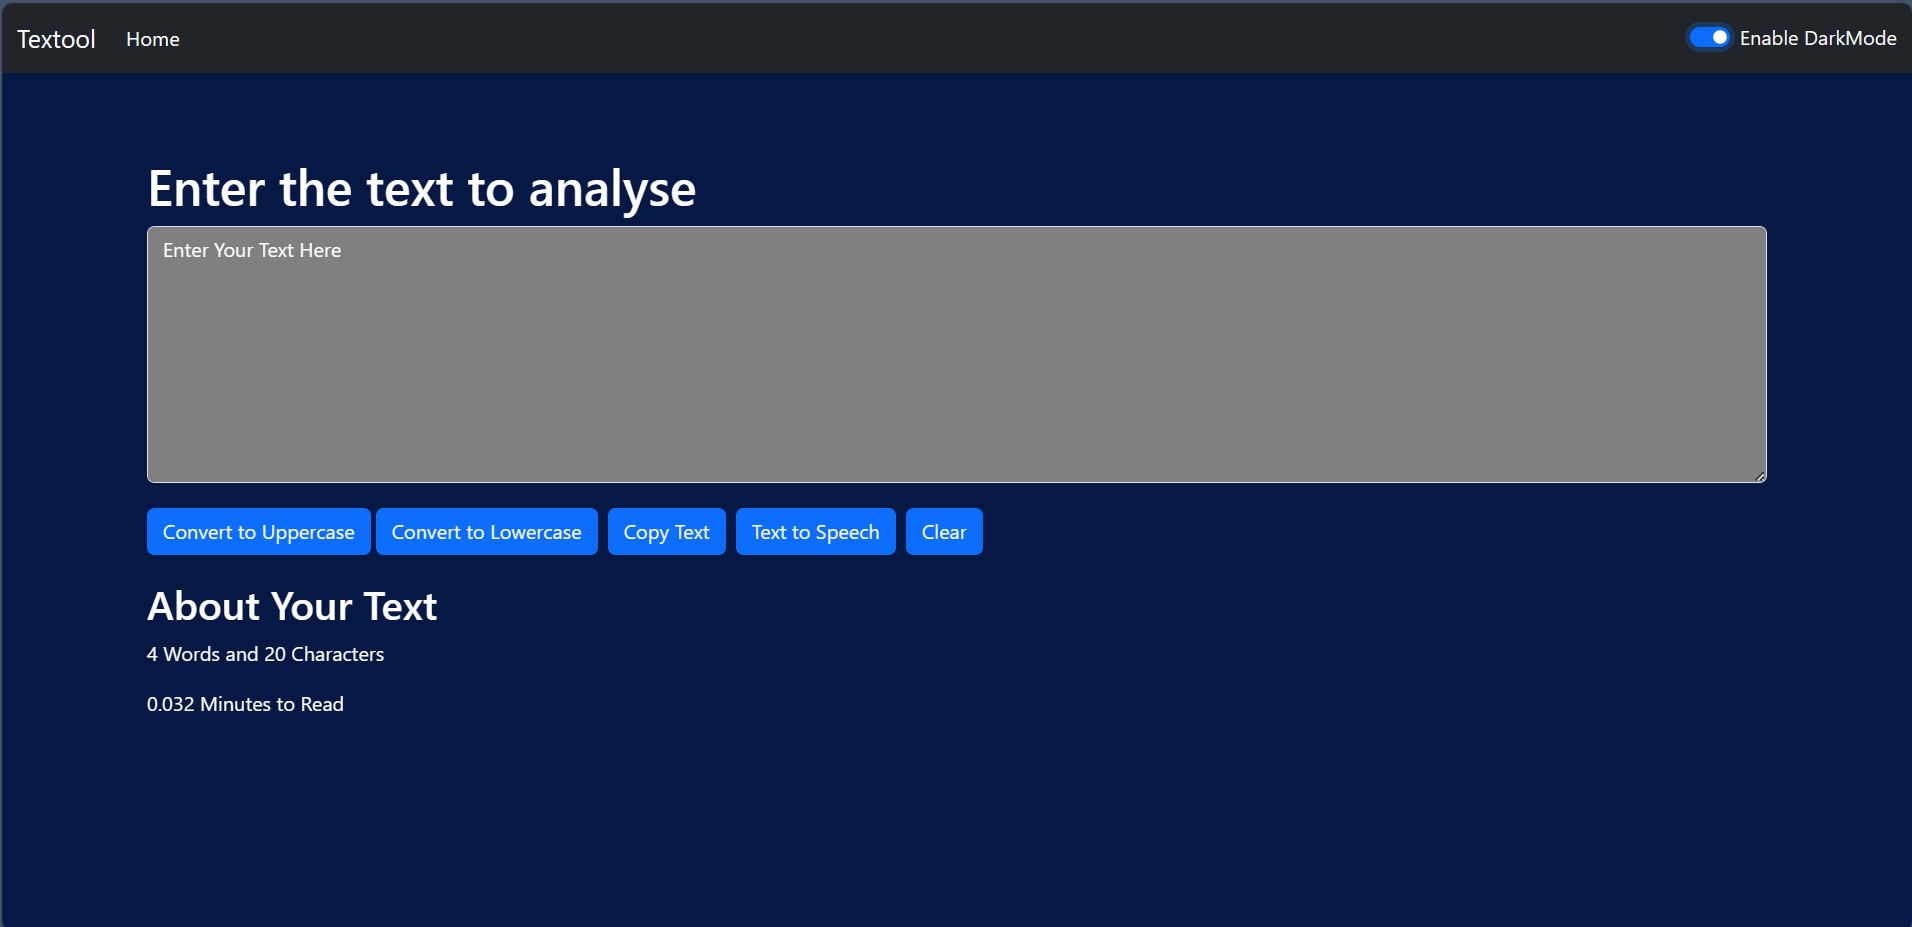 Textool Home Enable DarkMode
Enter the text to analyse
Enter Your Text Here
Convert to Uppercase Convert to Lowercase Copy Text Text to Speech Clear
About Your Text
4 Words and 20 Characters
0.032 Minutes to Read